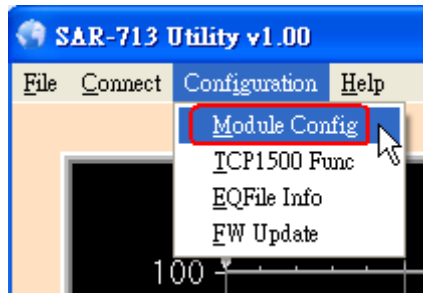 SAR-713 Utility v1.00
File Connect Configuration Help
Module Config
TCP1500 Func
EQFile Info
FW Update
100